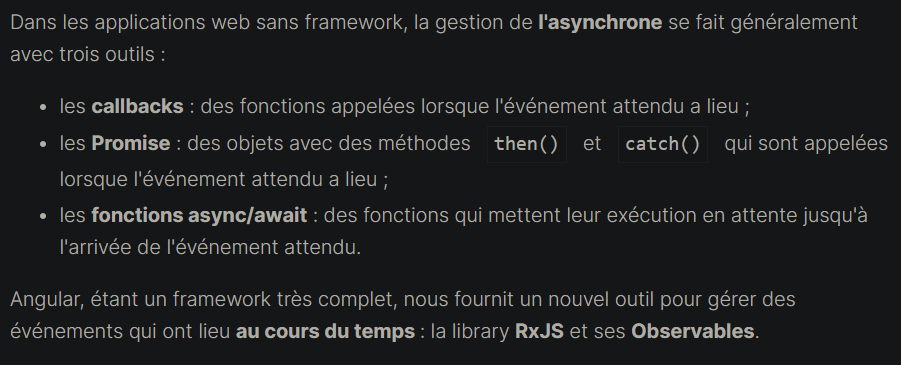 Dans les applications web sans framework, la gestion de l'asynchrone se fait généralement
avec trois outils :
• les callbacks : des fonctions appelées lorsque l'événement attendu a lieu ;
• les Promise : des objets avec des méthodes then() et catch() qui sont appelées
lorsque l'événement attendu a lieu ;
• les fonctions async/await : des fonctions qui mettent leur exécution en attente jusqu'à
l'arrivée de l'événement attendu.
Angular, étant un framework très complet, nous fournit un nouvel outil pour gérer des
événements qui ont lieu au cours du temps : la library RxJS et ses Observables.